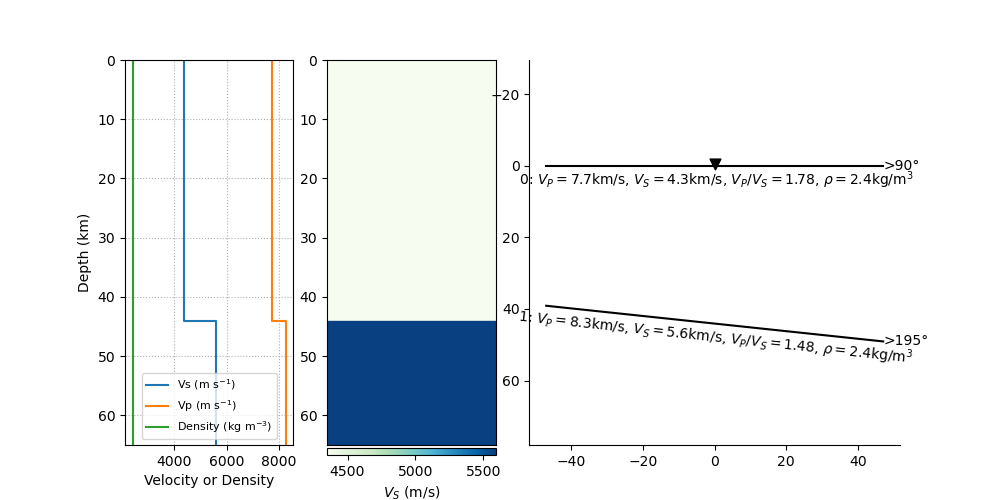 0
10
20
30
40
50
60
Depth (km)
4000 6000 8000
Velocity or Density
Vs (m s⁻¹)
Vp (m s⁻¹)
Density (kg m⁻³)
0
10
20
30
40
50
60
4500 5000 5500
V_S (m/s)
−20
0
20
40
60
−40 −20 0 20 40
>90°
0: V_P = 7.7km/s, V_S = 4.3km/s, V_P/V_S = 1.78, ρ = 2.4kg/m³
>195°
1: V_P = 8.3km/s, V_S = 5.6km/s, V_P/V_S = 1.48, ρ = 2.4kg/m³